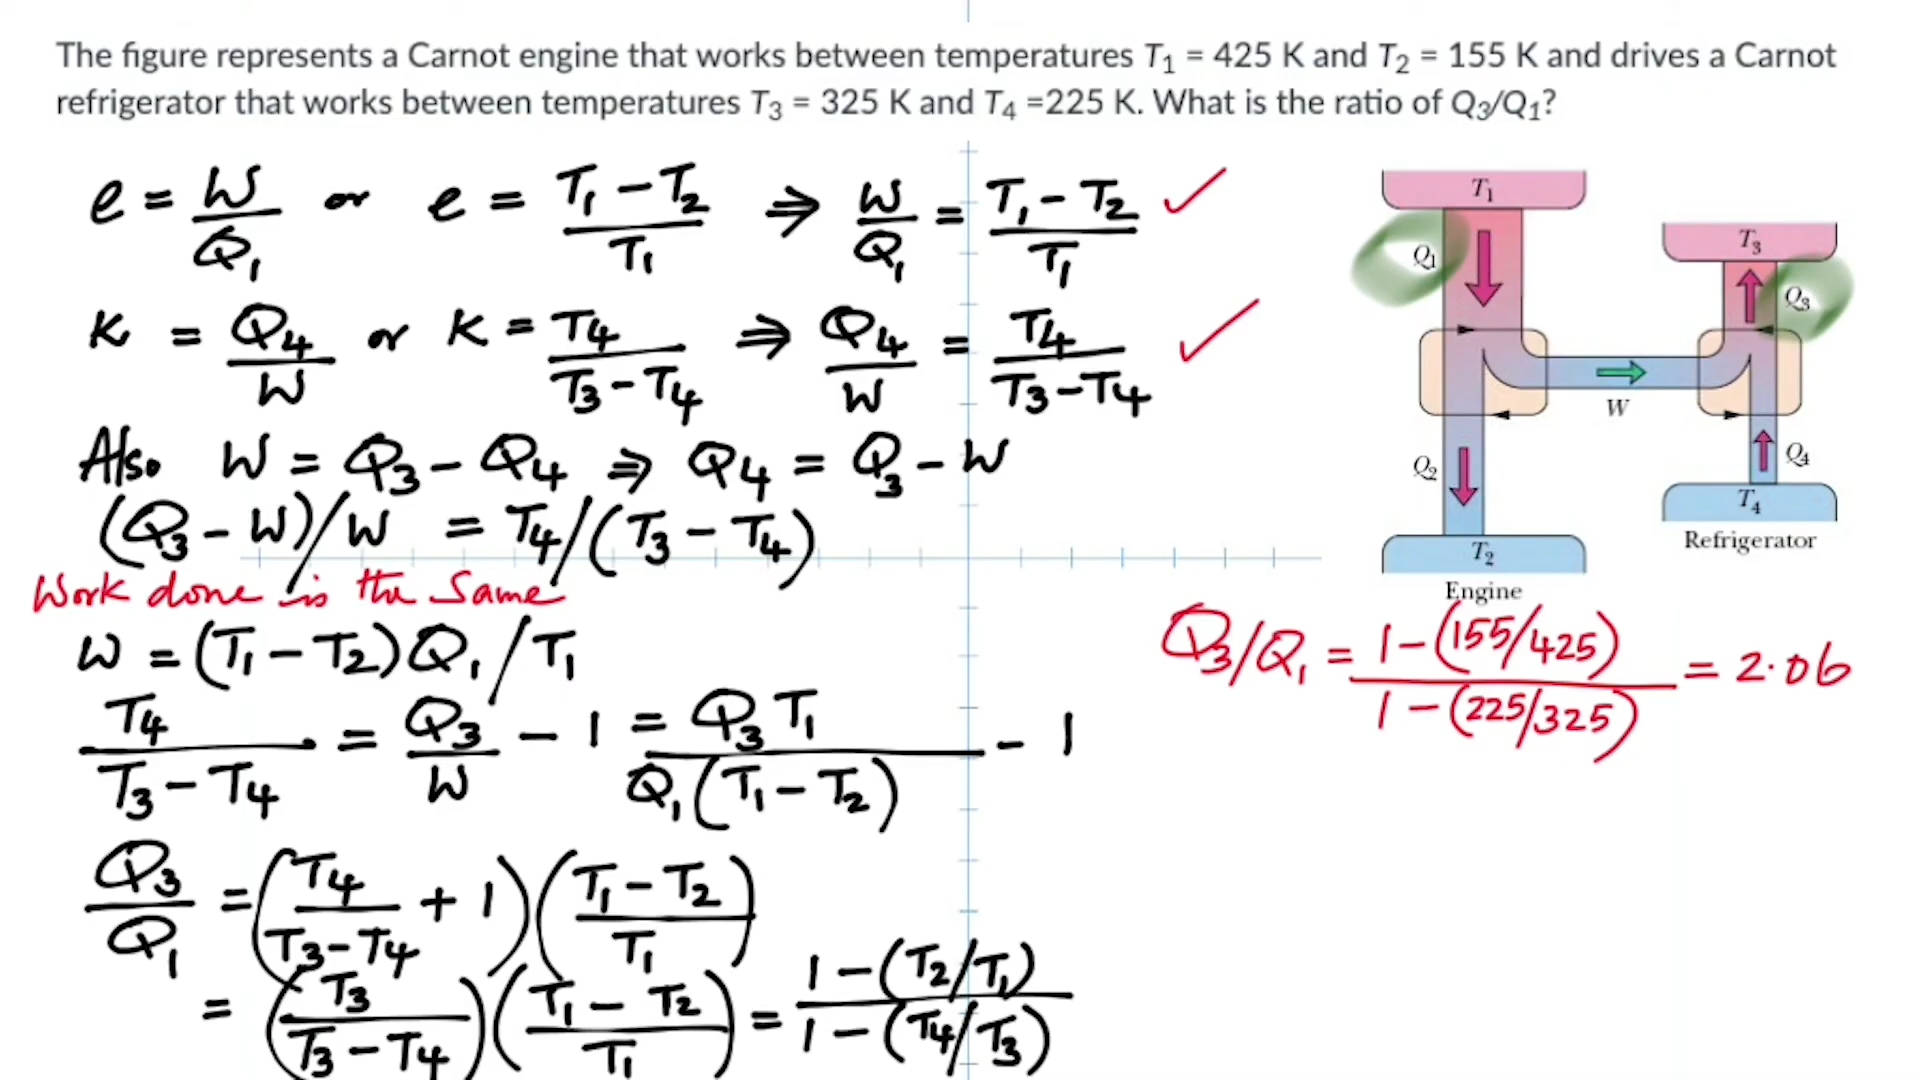 The figure represents a Carnot engine that works between temperatures T₁ = 425 K and T₂ = 155 K and drives a Carnot
refrigerator that works between temperatures T₃ = 325 K and T₄ =225 K. What is the ratio of Q₃/Q₁?
e = W/Q₁ or e = (T₁ - T₂)/T₁ ⇒ W/Q₁ = (T₁ - T₂)/T₁ ✓
K = Q₄/W or K = T₄/(T₃ - T₄) ⇒ Q₄/W = T₄/(T₃ - T₄) ✓
Also W = Q₃ - Q₄ ⇒ Q₄ = Q₃ - W
(Q₃ - W)/W = T₄/(T₃ - T₄)
Work done is the same
W = (T₁ - T₂)Q₁/T₁
T₄/(T₃ - T₄) = Q₃/W - 1 = Q₃T₁/Q₁(T₁ - T₂) - 1
Q₃/Q₁ = (T₄/(T₃ - T₄) + 1)((T₁ - T₂)/T₁)
= (T₃/(T₃ - T₄))((T₁ - T₂)/T₁) = (1 - (T₂/T₁))/(1 - (T₄/T₃))
T₁
Q₁
T₃
Q₃
W
Q₂
Q₄
T₄
Refrigerator
T₂
Engine
Q₃/Q₁ = (1 - (155/425))/(1 - (225/325)) = 2.06